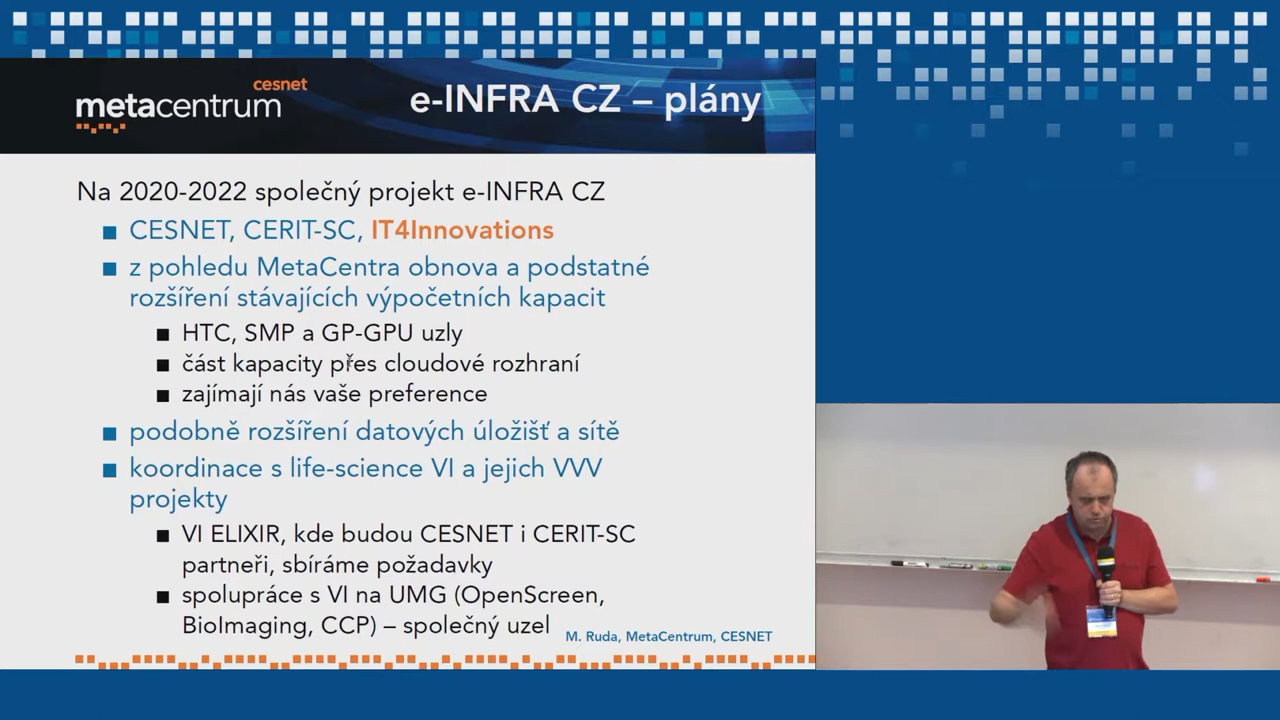 cesnet
metacentrum
e-INFRA CZ – plány
Na 2020-2022 společný projekt e-INFRA CZ
CESNET, CERIT-SC, IT4Innovations
z pohledu MetaCentra obnova a podstatné
rozšíření stávajících výpočetních kapacit
HTC, SMP a GP-GPU uzly
část kapacity přes cloudové rozhraní
zajímají nás vaše preference
podobně rozšíření datových úložišť a sítě
koordinace s life-science VI a jejich VVV
projekty
VI ELIXIR, kde budou CESNET i CERIT-SC
partneři, sbíráme požadavky
spolupráce s VI na UMG (OpenScreen,
BioImaging, CCP) – společný uzel
M. Ruda, MetaCentrum, CESNET